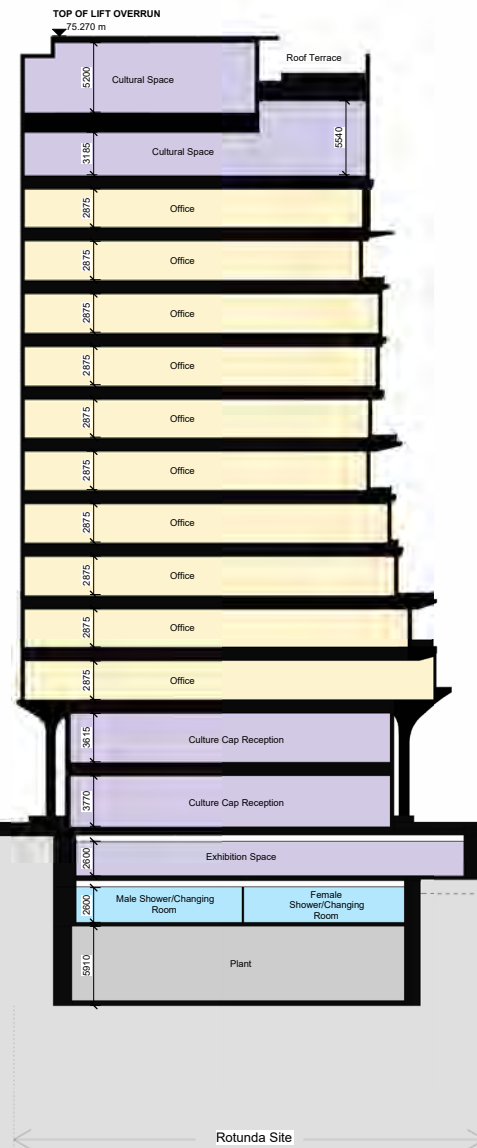 TOP OF LIFT OVERRUN
75.270 m
Roof Terrace
5200
Cultural Space
5540
3185
Cultural Space
2875
Office
2875
Office
2875
Office
2875
Office
2875
Office
2875
Office
2875
Office
2875
Office
2875
Office
2875
Office
3615
Culture Cap Reception
3770
Culture Cap Reception
2600
Exhibition Space
2600
Male Shower/Changing
Room
Female
Shower/Changing
Room
5910
Plant
Rotunda Site